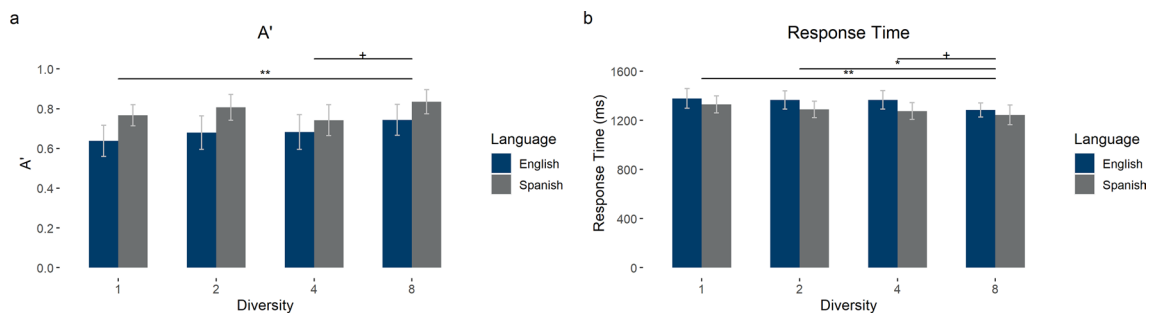 a
A'
+
**
1.0
0.8
0.6
0.4
0.2
0.0
A'
1 2 4 8
Diversity
Language
English
Spanish
b
Response Time
+
*
**
1600
1200
800
400
0
Response Time (ms)
1 2 4 8
Diversity
Language
English
Spanish